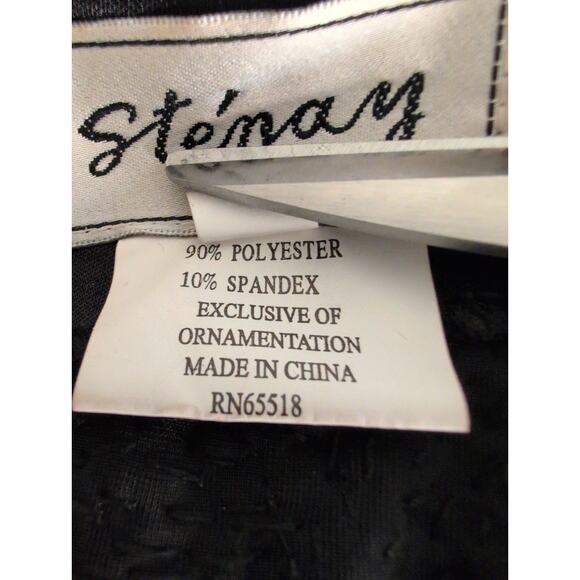 Sténay
90% POLYESTER
10% SPANDEX
EXCLUSIVE OF
ORNAMENTATION
MADE IN CHINA
RN65518